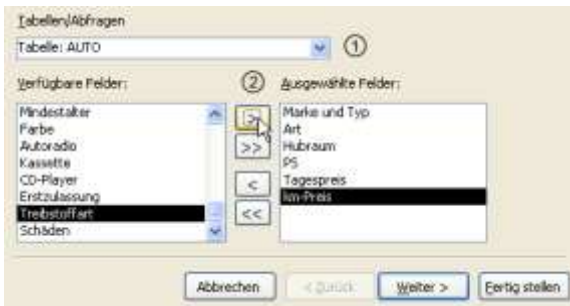 Tabellen/Abfragen
Tabelle: AUTO
①
Verfügbare Felder:
②
Ausgewählte Felder:
Mindestalter
Farbe
Autoradio
Kassette
CD-Player
Erstzulassung
Treibstoffart
Schäden
>
>>
<
<<
Marke und Typ
Art
Hubraum
PS
Tagespreis
km-Preis
Abbrechen
< Zurück
Weiter >
Fertig stellen